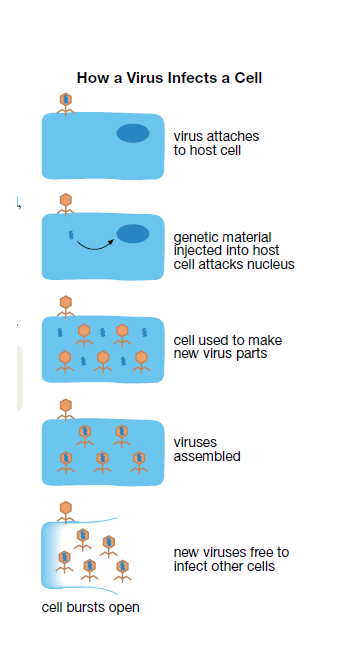 How a Virus Infects a Cell
virus attaches
to host cell
genetic material
injected into host
cell attacks nucleus
cell used to make
new virus parts
viruses
assembled
new viruses free to
infect other cells
cell bursts open